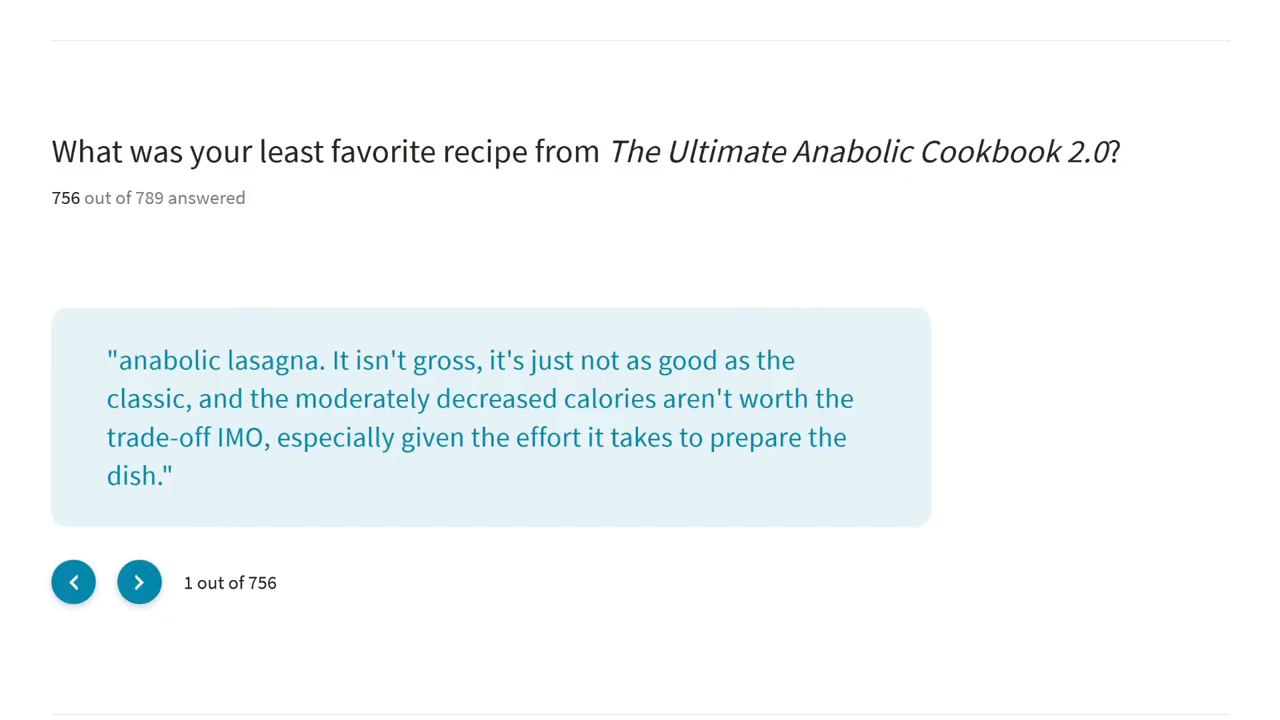 What was your least favorite recipe from The Ultimate Anabolic Cookbook 2.0?
756 out of 789 answered
"anabolic lasagna. It isn't gross, it's just not as good as the
classic, and the moderately decreased calories aren't worth the
trade-off IMO, especially given the effort it takes to prepare the
dish."
1 out of 756